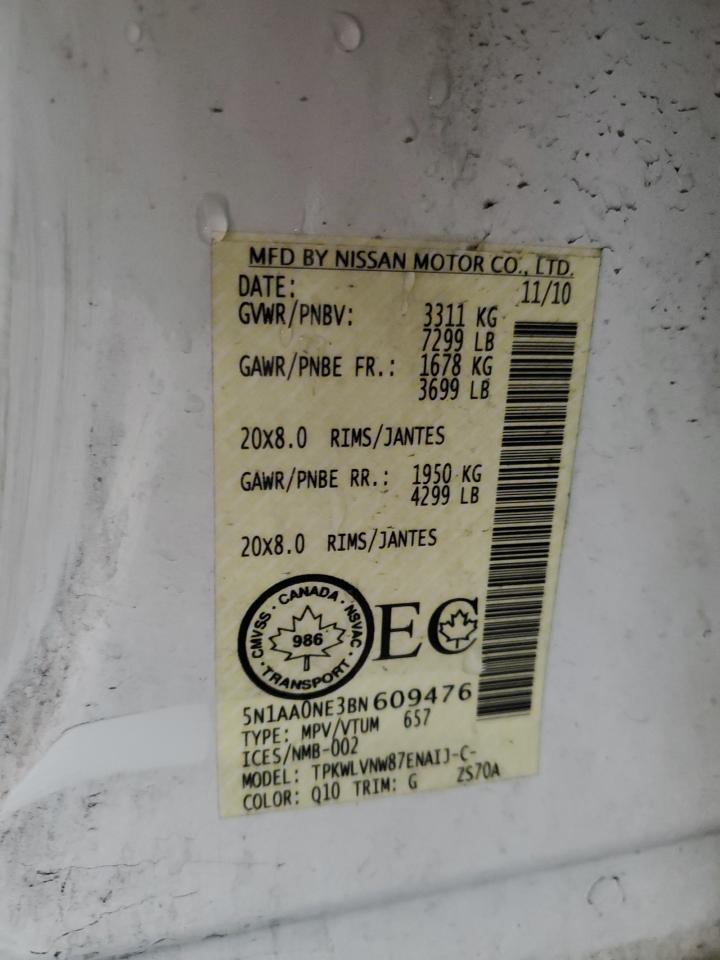 MFD BY NISSAN MOTOR CO., LTD.
DATE: 11/10
GVWR/PNBV: 3311 KG
7299 LB
GAWR/PNBE FR.: 1678 KG
3699 LB
20X8.0 RIMS/JANTES
GAWR/PNBE RR.: 1950 KG
4299 LB
20X8.0 RIMS/JANTES
CMVSS · CANADA · NSVAC · TRANSPORT ·
986
EC
5N1AA0NE3BN609476
TYPE: MPV/VTUM 657
ICES/NMB-002
MODEL: TPKWLVNW87ENAIJ-C-
ZS70A
COLOR: Q10 TRIM: G